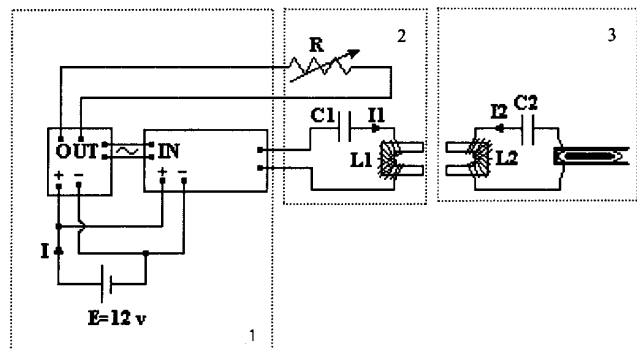 2
3
R
C1
I1
I2
C2
OUT
IN
L1
L2
+ −
+ −
I
E=12 v
1